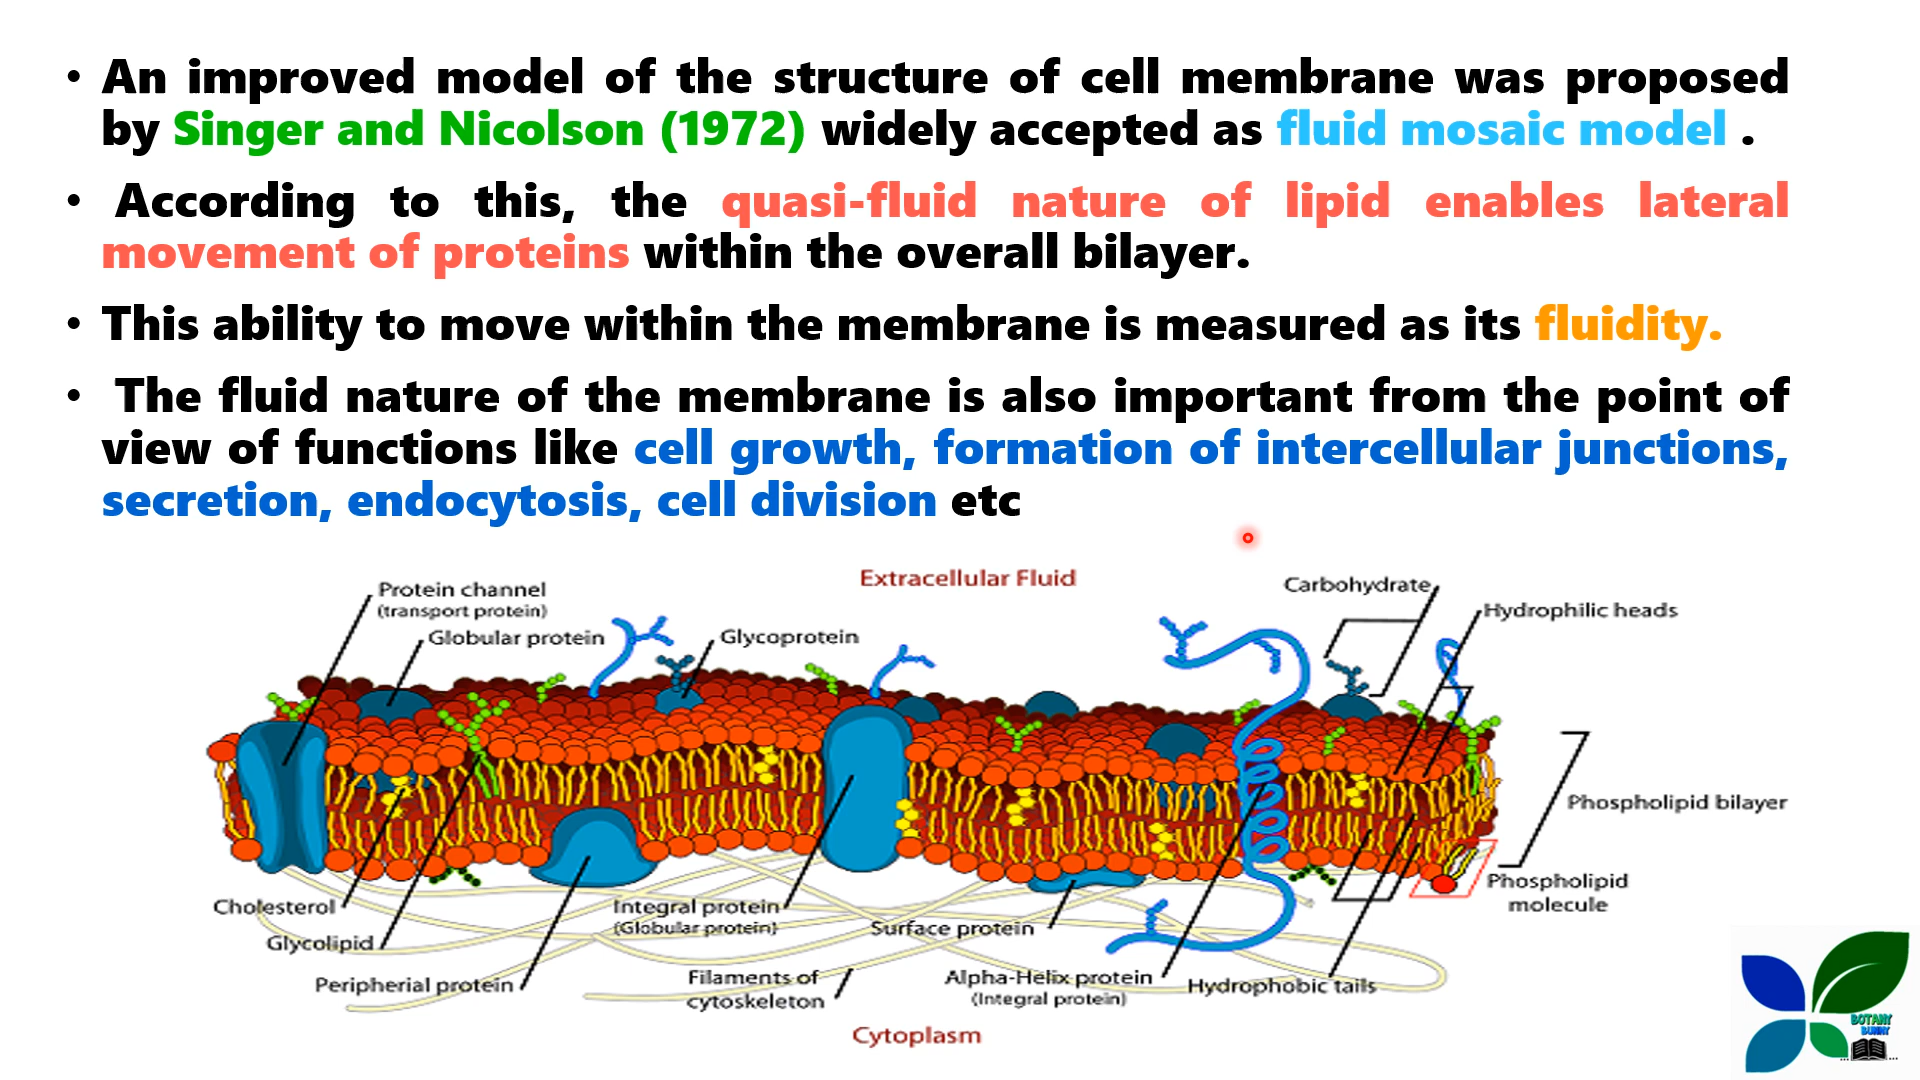 • An improved model of the structure of cell membrane was proposed
by Singer and Nicolson (1972) widely accepted as fluid mosaic model .
• According to this, the quasi-fluid nature of lipid enables lateral
movement of proteins within the overall bilayer.
• This ability to move within the membrane is measured as its fluidity.
• The fluid nature of the membrane is also important from the point of
view of functions like cell growth, formation of intercellular junctions,
secretion, endocytosis, cell division etc
Extracellular Fluid
Protein channel
(transport protein)
Globular protein
Glycoprotein
Carbohydrate
Hydrophilic heads
Phospholipid bilayer
Phospholipid
molecule
Cholesterol
Glycolipid
Peripherial protein
Integral protein
(Globular protein)
Surface protein
Filaments of
cytoskeleton
Alpha-Helix protein
(Integral protein)
Hydrophobic tails
Cytoplasm
BOTANY
BUNNY